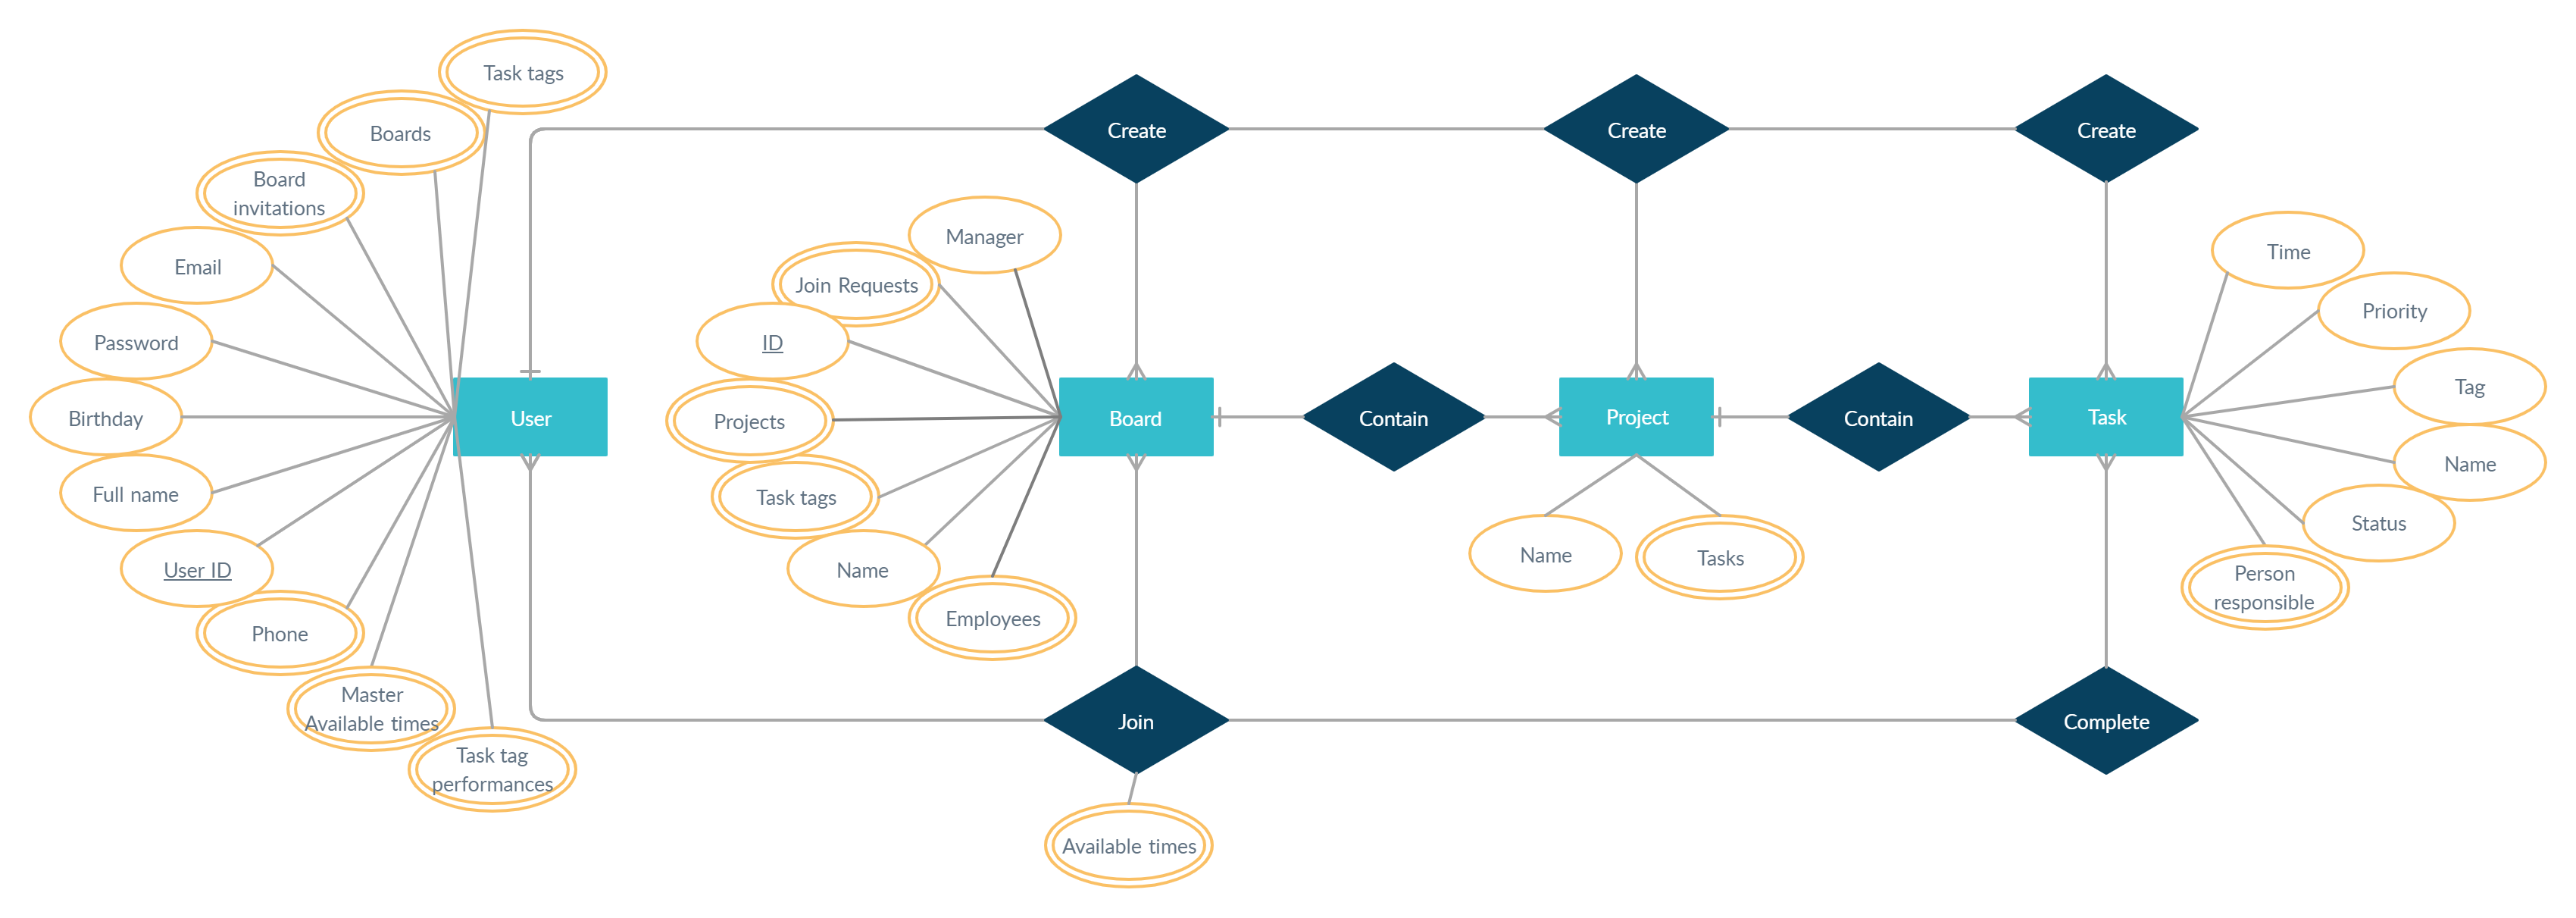 Task tags
Boards
Board
invitations
Email
Password
Birthday
Full name
User ID
Phone
Master
Available times
Task tag
performances
User
Create
Create
Create
Manager
Join Requests
ID
Projects
Task tags
Name
Employees
Board
Contain
Project
Contain
Task
Name
Tasks
Time
Priority
Tag
Name
Status
Person
responsible
Join
Complete
Available times